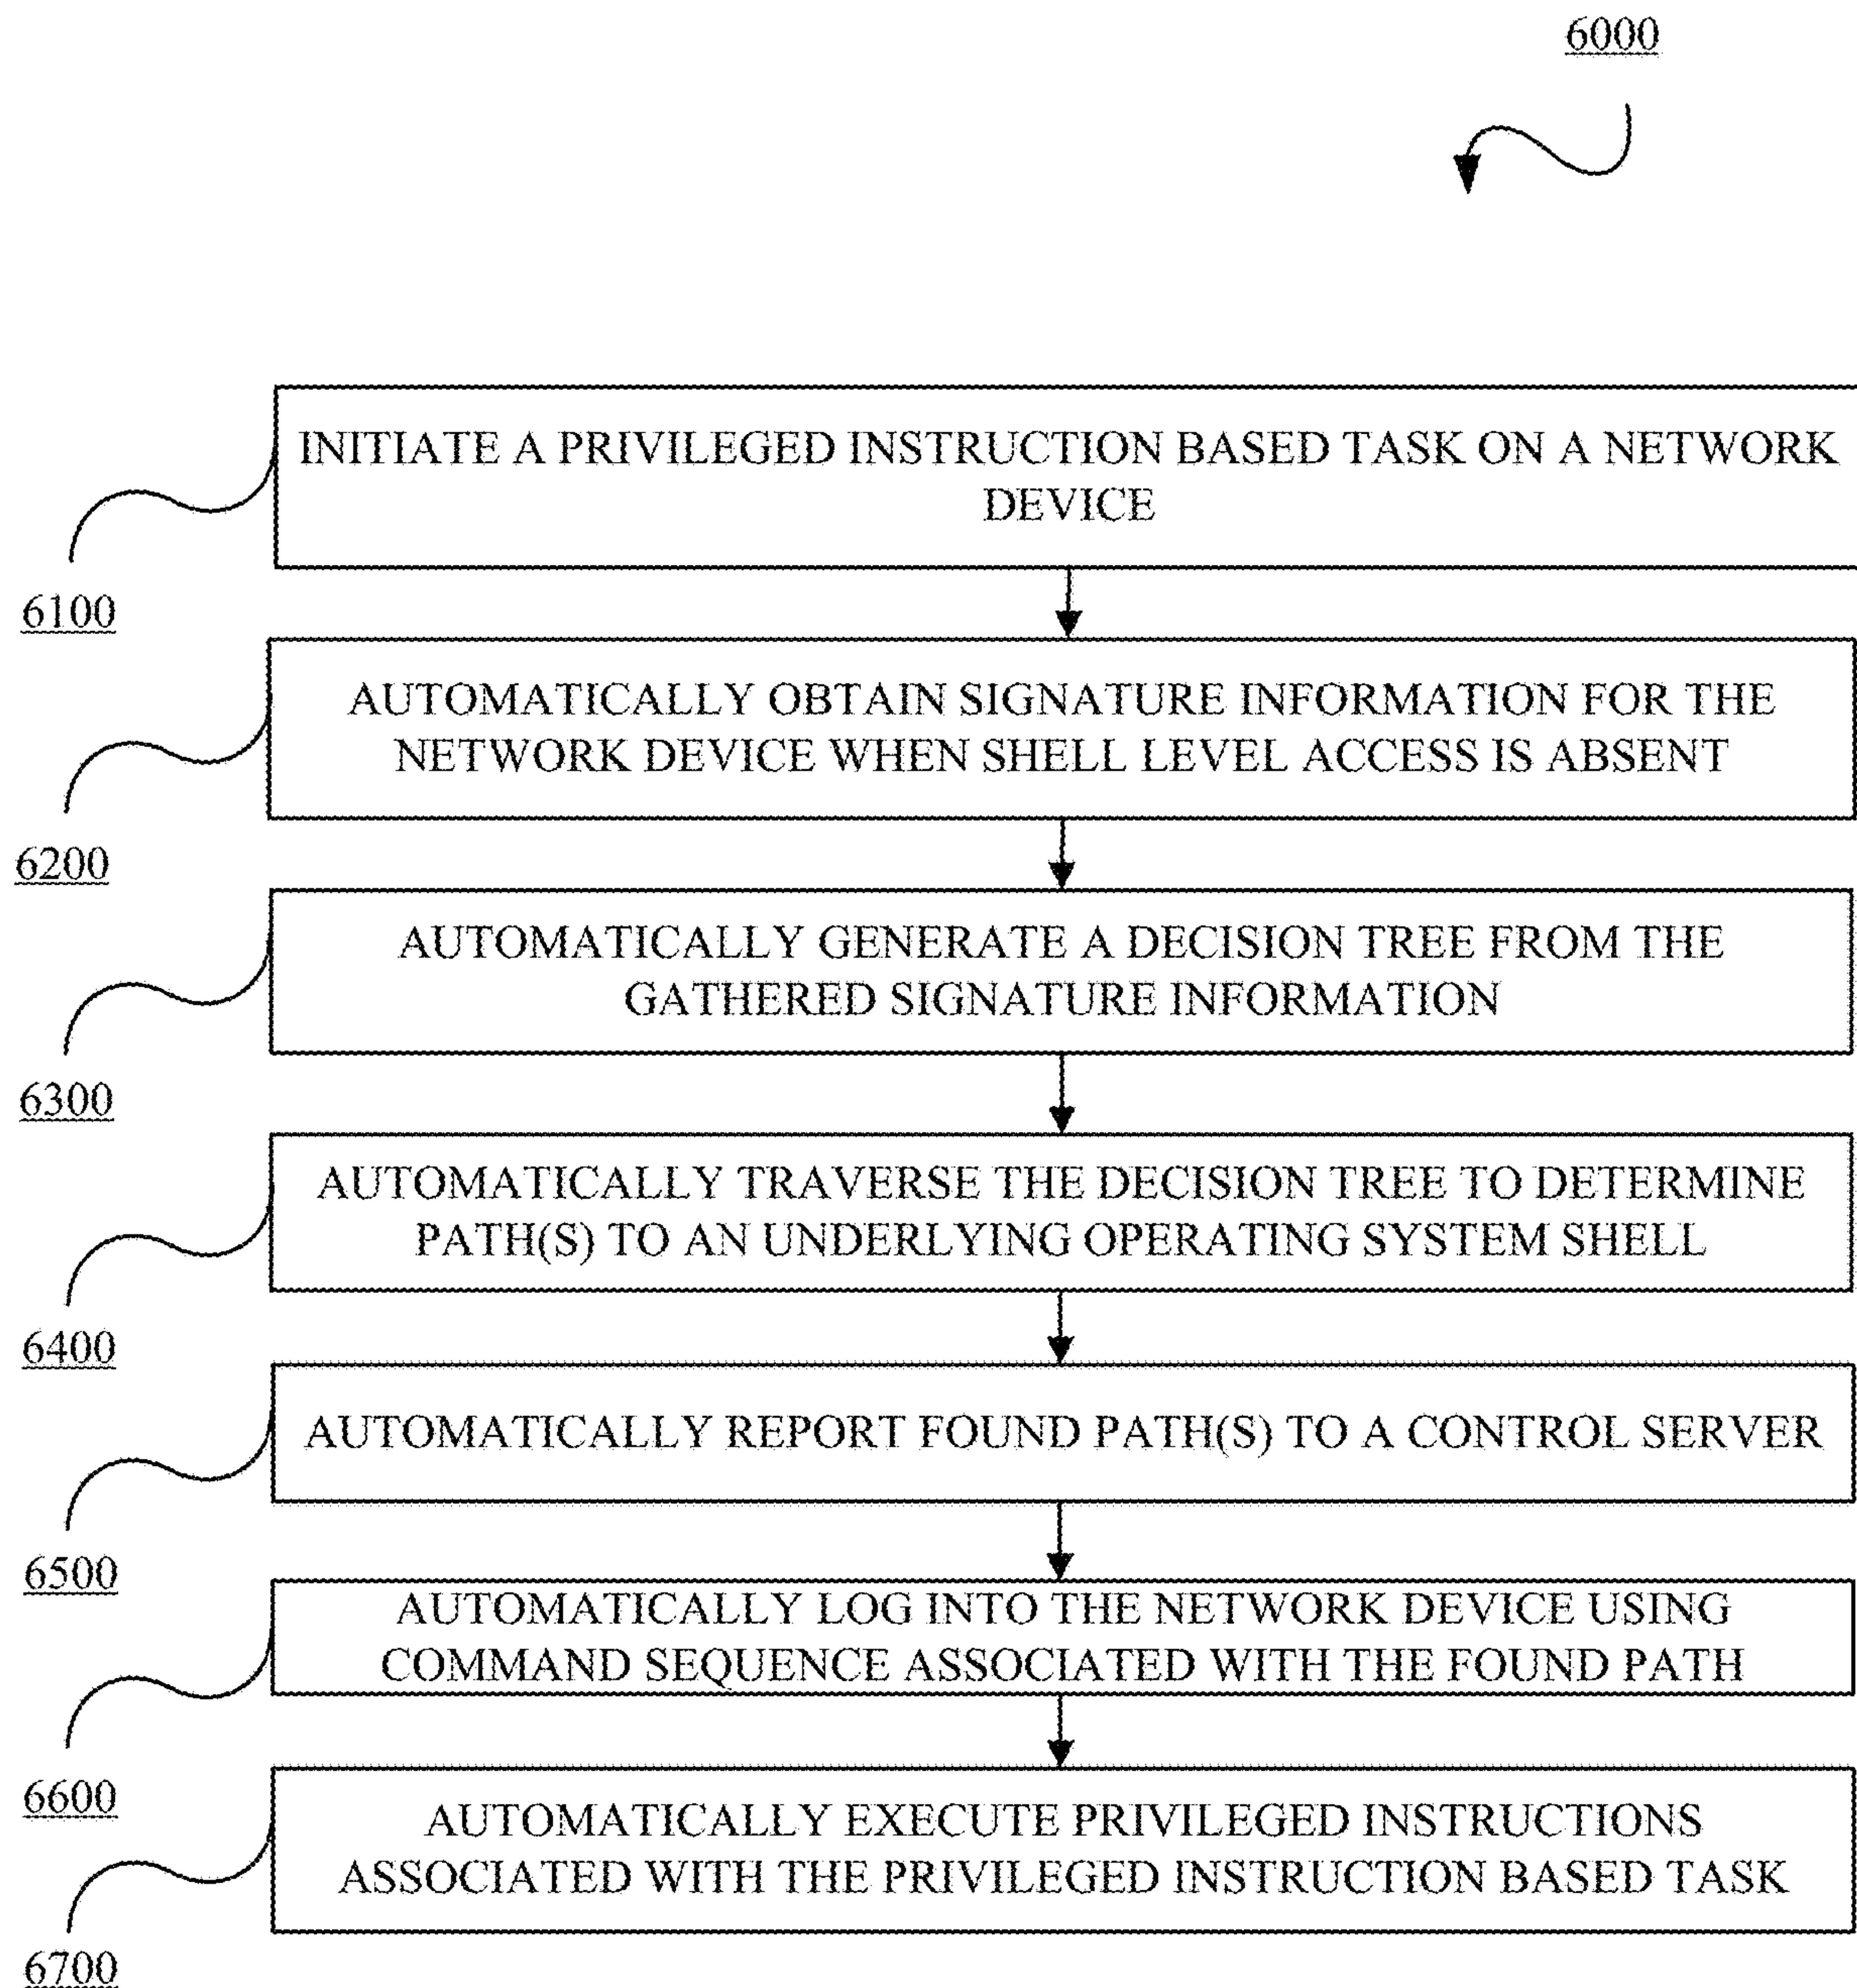 6000
INITIATE A PRIVILEGED INSTRUCTION BASED TASK ON A NETWORK
DEVICE
6100
AUTOMATICALLY OBTAIN SIGNATURE INFORMATION FOR THE
NETWORK DEVICE WHEN SHELL LEVEL ACCESS IS ABSENT
6200
AUTOMATICALLY GENERATE A DECISION TREE FROM THE
GATHERED SIGNATURE INFORMATION
6300
AUTOMATICALLY TRAVERSE THE DECISION TREE TO DETERMINE
PATH(S) TO AN UNDERLYING OPERATING SYSTEM SHELL
6400
AUTOMATICALLY REPORT FOUND PATH(S) TO A CONTROL SERVER
6500
AUTOMATICALLY LOG INTO THE NETWORK DEVICE USING
COMMAND SEQUENCE ASSOCIATED WITH THE FOUND PATH
6600
AUTOMATICALLY EXECUTE PRIVILEGED INSTRUCTIONS
ASSOCIATED WITH THE PRIVILEGED INSTRUCTION BASED TASK
6700